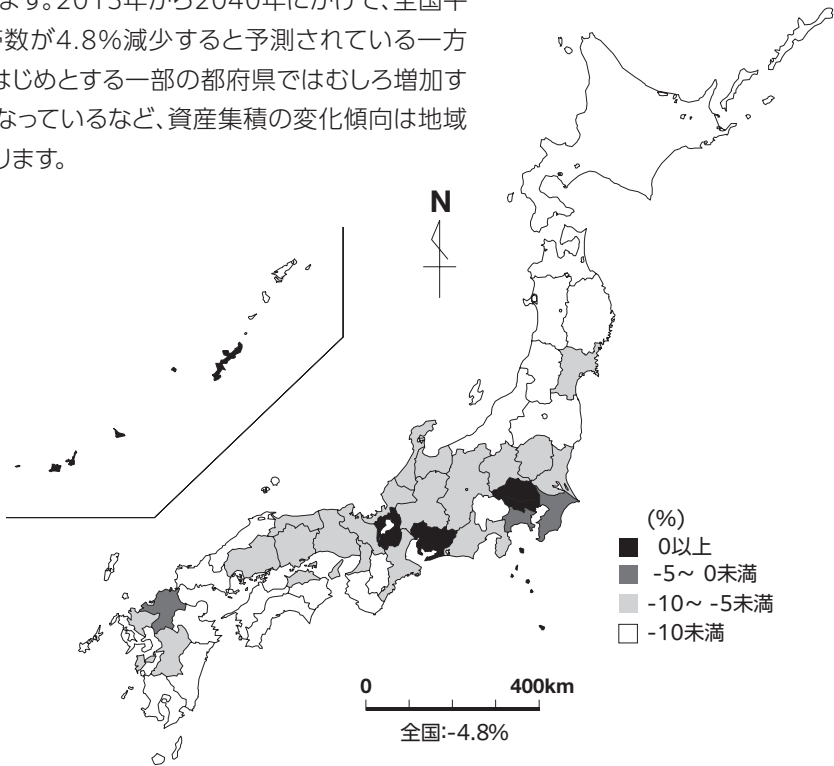 ます。2015年から2040年にかけて、全国平
帯数が4.8%減少すると予測されている一方
はじめとする一部の都府県ではむしろ増加す
なっているなど、資産集積の変化傾向は地域
ります。
N
(%)
0以上
-5～ 0未満
-10～ -5未満
-10未満
0 400km
全国:-4.8%